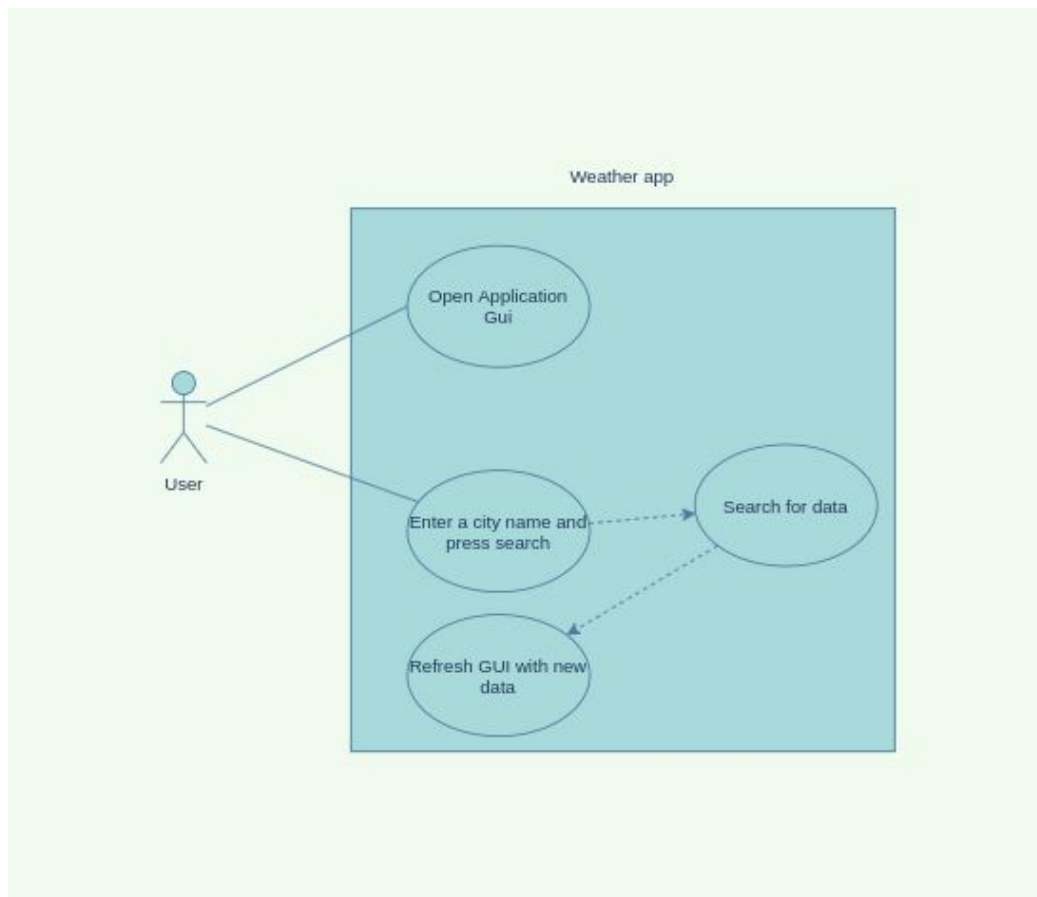 Weather app
Open Application
Gui
User
Enter a city name and
press search
Search for data
Refresh GUI with new
data